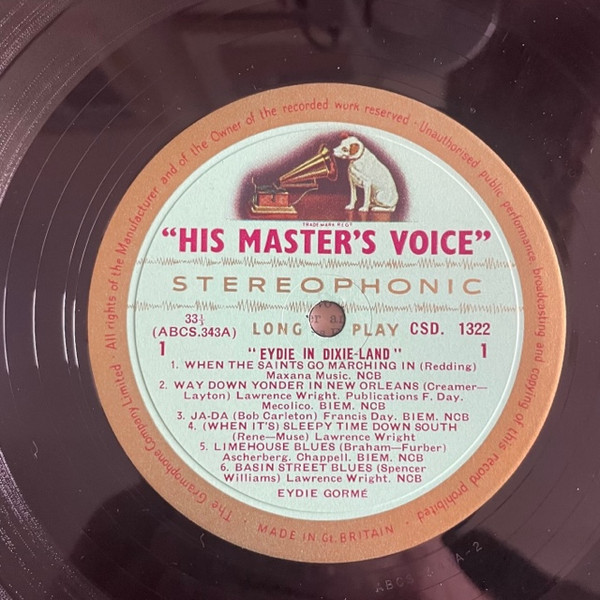 All rights of the Manufacturer and of the Owner of the recorded work reserved · Unauthorised public performance, broadcasting and copying of this record prohibited
The Gramophone Company Limited ·
TRADE MARK REGᴰ
"HIS MASTER'S VOICE"
STEREOPHONIC
33⅓
(ABCS.343A) LONG PLAY CSD. 1322
1 "EYDIE IN DIXIE-LAND" 1
1. WHEN THE SAINTS GO MARCHING IN (Redding)
Maxana Music. NCB
2. WAY DOWN YONDER IN NEW ORLEANS (Creamer—
Layton) Lawrence Wright. Publications F. Day.
Mecolico. BIEM. NCB
3. JA-DA (Bob Carleton) Francis Day. BIEM. NCB
4. (WHEN IT'S) SLEEPY TIME DOWN SOUTH
(Rene—Muse) Lawrence Wright
5. LIMEHOUSE BLUES (Braham—Furber)
Ascherberg. Chappell. BIEM. NCB
6. BASIN STREET BLUES (Spencer
Williams) Lawrence Wright. NCB
EYDIE GORMÉ
MADE IN Gt. BRITAIN